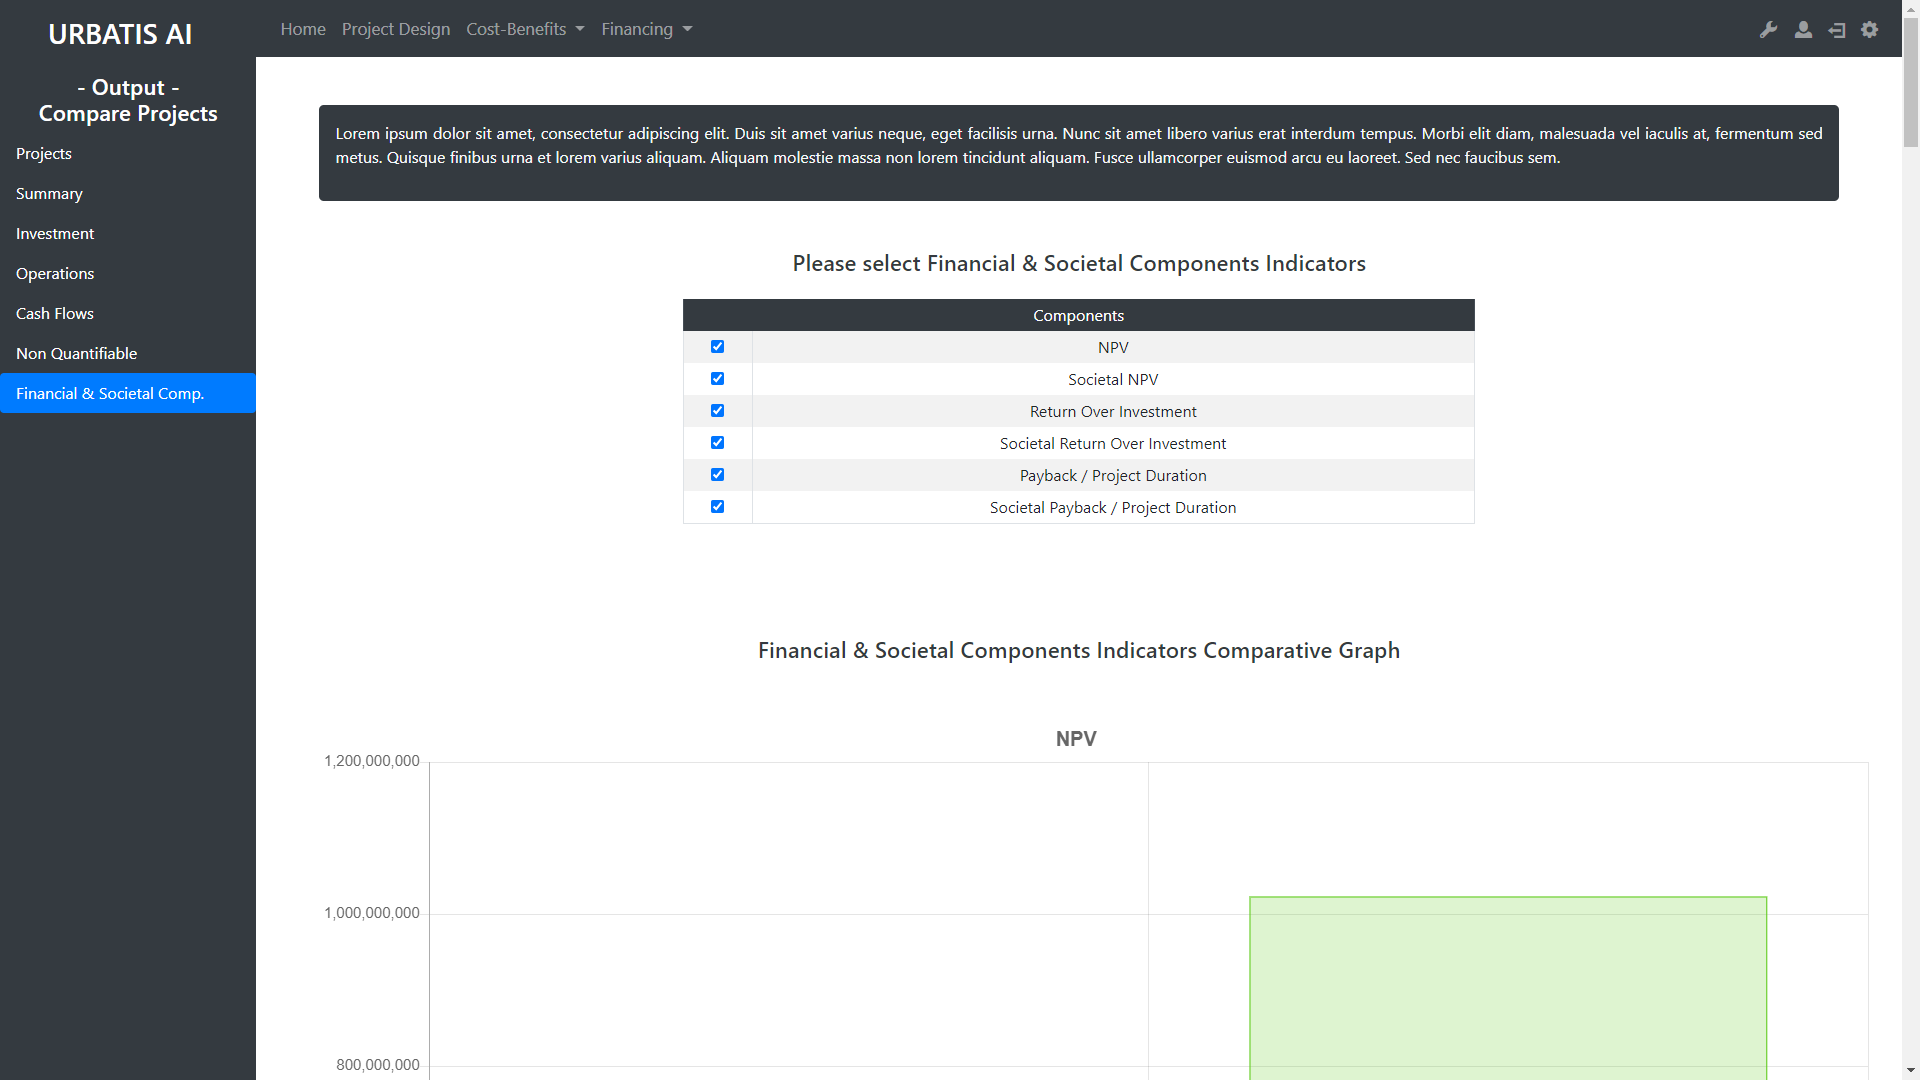 URBATIS AI
Home Project Design Cost-Benefits Financing
- Output -
Compare Projects
Projects
Summary
Investment
Operations
Cash Flows
Non Quantifiable
Financial & Societal Comp.
Lorem ipsum dolor sit amet, consectetur adipiscing elit. Duis sit amet varius neque, eget facilisis urna. Nunc sit amet libero varius erat interdum tempus. Morbi elit diam, malesuada vel iaculis at, fermentum sed
metus. Quisque finibus urna et lorem varius aliquam. Aliquam molestie massa non lorem tincidunt aliquam. Fusce ullamcorper euismod arcu eu laoreet. Sed nec faucibus sem.
Please select Financial & Societal Components Indicators
Components
NPV
Societal NPV
Return Over Investment
Societal Return Over Investment
Payback / Project Duration
Societal Payback / Project Duration
Financial & Societal Components Indicators Comparative Graph
NPV
1,200,000,000
1,000,000,000
800,000,000